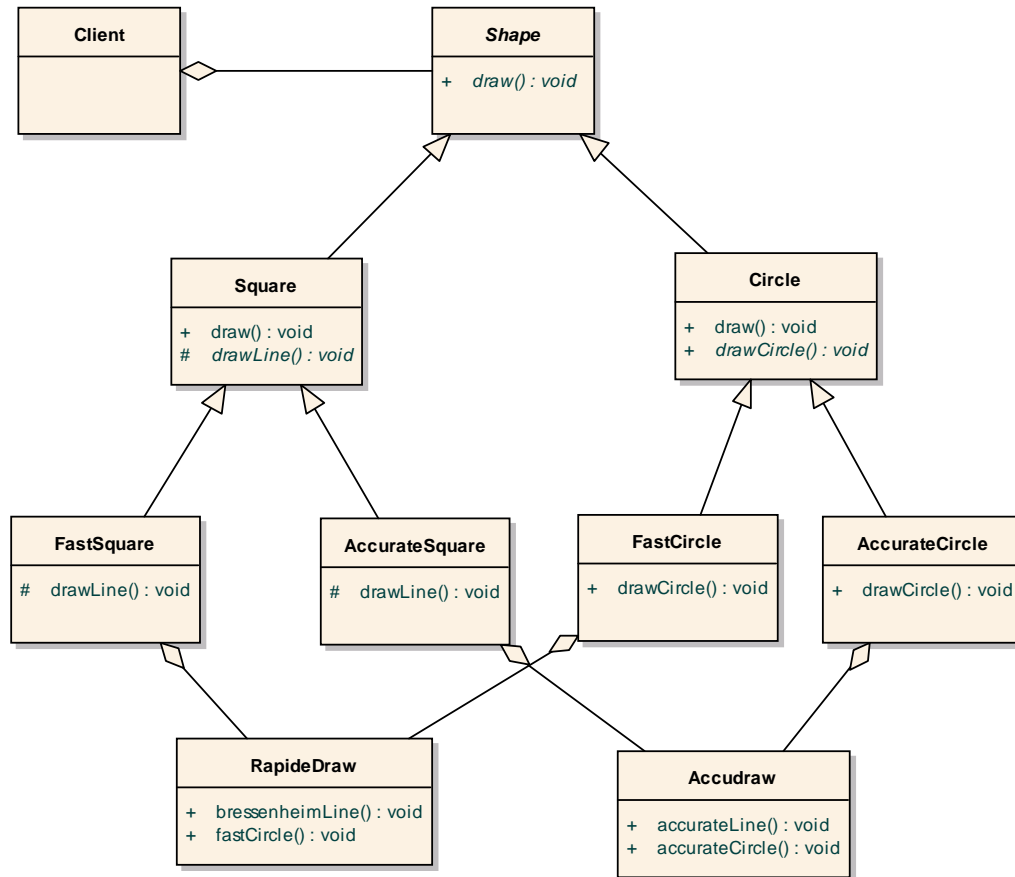 Client
Shape
+ draw() : void
Square
+ draw() : void
# drawLine() : void
Circle
+ draw() : void
+ drawCircle() : void
FastSquare
# drawLine() : void
AccurateSquare
# drawLine() : void
FastCircle
+ drawCircle() : void
AccurateCircle
+ drawCircle() : void
RapideDraw
+ bressenheimLine() : void
+ fastCircle() : void
Accudraw
+ accurateLine() : void
+ accurateCircle() : void